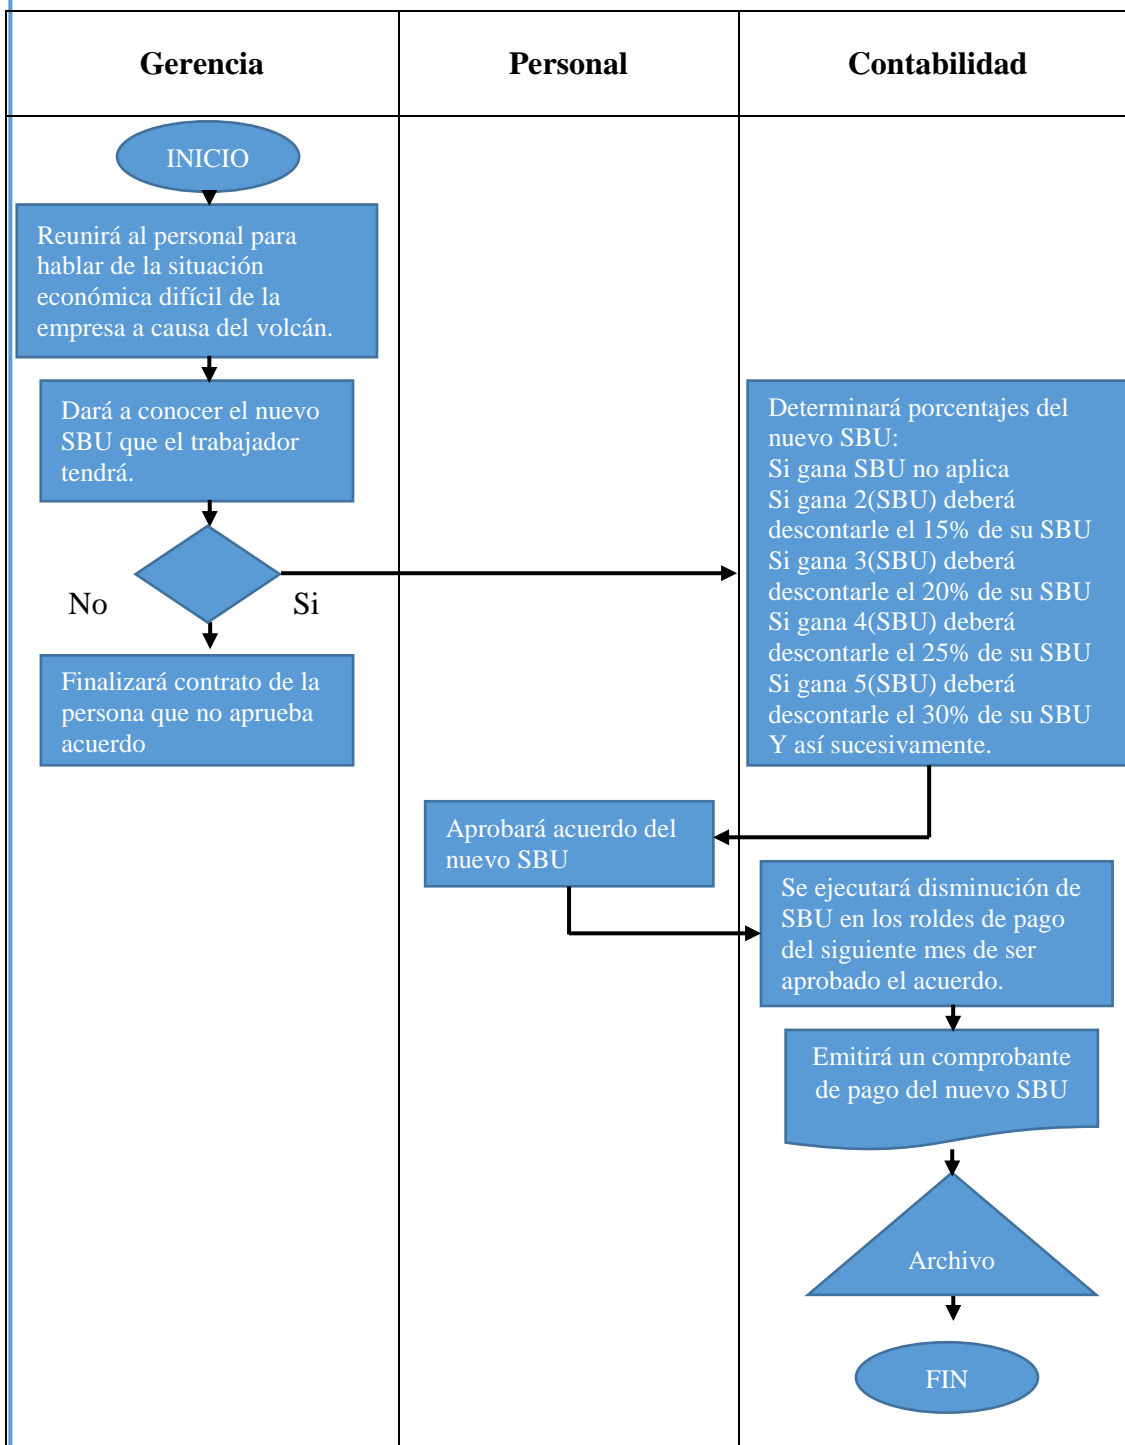 Gerencia
Personal
Contabilidad
INICIO
Reunirá al personal para
hablar de la situación
económica difícil de la
empresa a causa del volcán.
Dará a conocer el nuevo
SBU que el trabajador
tendrá.
No
Si
Finalizará contrato de la
persona que no aprueba
acuerdo
Determinará porcentajes del
nuevo SBU:
Si gana SBU no aplica
Si gana 2(SBU) deberá
descontarle el 15% de su SBU
Si gana 3(SBU) deberá
descontarle el 20% de su SBU
Si gana 4(SBU) deberá
descontarle el 25% de su SBU
Si gana 5(SBU) deberá
descontarle el 30% de su SBU
Y así sucesivamente.
Aprobará acuerdo del
nuevo SBU
Se ejecutará disminución de
SBU en los roldes de pago
del siguiente mes de ser
aprobado el acuerdo.
Emitirá un comprobante
de pago del nuevo SBU
Archivo
FIN